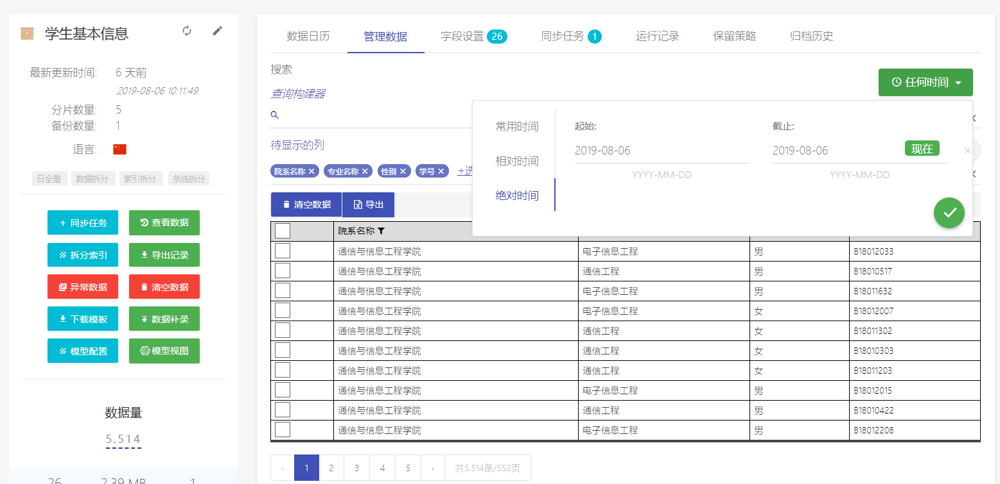 学生基本信息
最新更新时间: 6 天前
2019-08-06 10:11:49
分片数量: 5
备份数量: 1
语言:
日全量 数据拆分 索引拆分 条线拆分
+ 同步任务 查看数据
拆分索引 导出记录
异常数据 清空数据
下载模板 数据补录
模型配置 模型视图
数据量
5,514
26 2.39 MB 1
数据日历 管理数据 字段设置 26 同步任务 1 运行记录 保留策略 归档历史
搜索
任何时间
查询构建器
待显示的列
院系名称 × 专业名称 × 性别 × 学号 × +选
常用时间
相对时间
绝对时间
起始: 截止:
2019-08-06 2019-08-06 现在 ×
YYYY-MM-DD YYYY-MM-DD
清空数据 导出
院系名称
通信与信息工程学院 电子信息工程 男 B18012033
通信与信息工程学院 通信工程 男 B18010517
通信与信息工程学院 电子信息工程 男 B18011632
通信与信息工程学院 电子信息工程 女 B18012007
通信与信息工程学院 通信工程 女 B18011302
通信与信息工程学院 通信工程 女 B18010303
通信与信息工程学院 通信工程 女 B18011203
通信与信息工程学院 电子信息工程 男 B18012015
通信与信息工程学院 通信工程 男 B18010422
通信与信息工程学院 电子信息工程 男 B18012208
‹ 1 2 3 4 5 › 共5,514条/552页